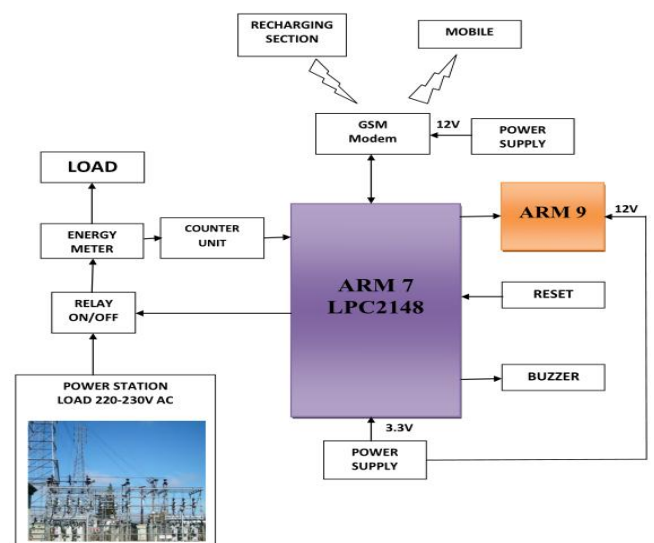 RECHARGING
SECTION
MOBILE
GSM
Modem
12V
POWER
SUPPLY
LOAD
ENERGY
METER
COUNTER
UNIT
ARM 7
LPC2148
ARM 9
12V
RELAY
ON/OFF
RESET
BUZZER
POWER STATION
LOAD 220-230V AC
3.3V
POWER
SUPPLY